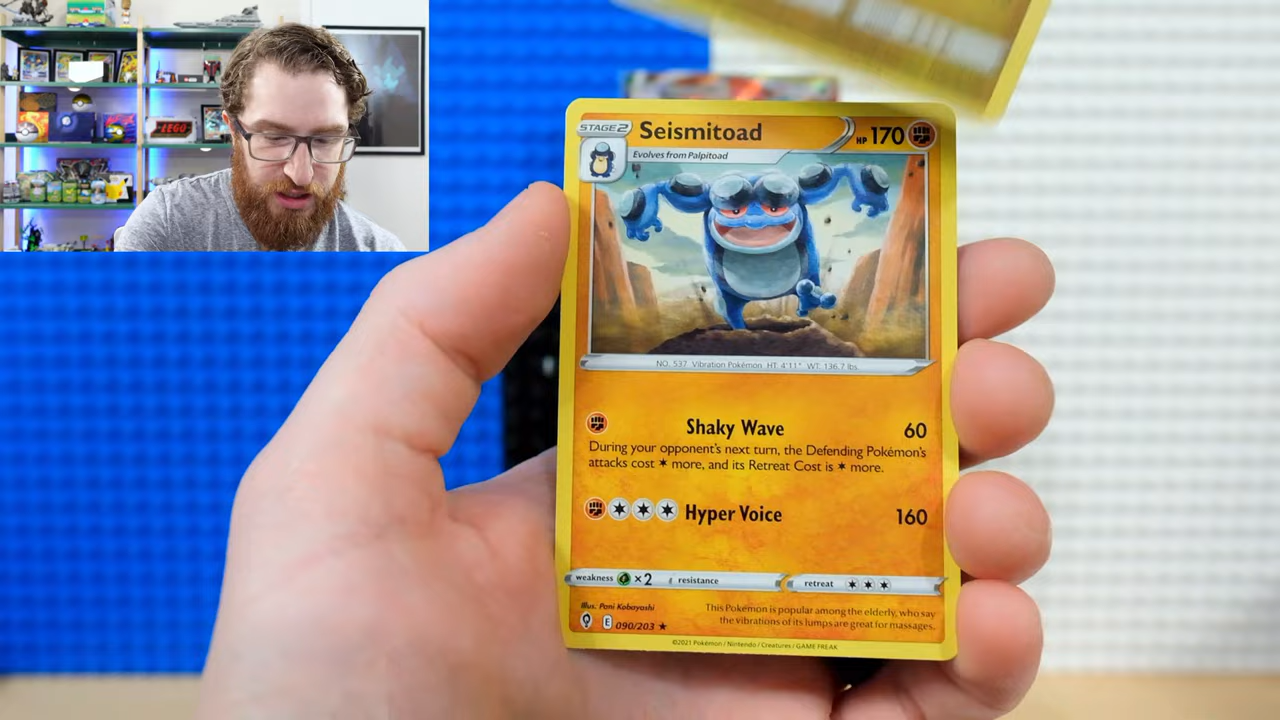 LEGO
STAGE 2 Seismitoad HP 170
Evolves from Palpitoad
NO. 537 Vibration Pokémon HT: 4'11" WT: 136.7 lbs
Shaky Wave 60
During your opponent's next turn, the Defending Pokémon's
attacks cost ✶ more, and its Retreat Cost is ✶ more.
Hyper Voice 160
weakness ×2 resistance retreat
Illus. Poni Kobayashi
E 090/203 ★
This Pokémon is popular among the elderly, who say
the vibrations of its lumps are great for massages.
©2021 Pokémon / Nintendo / Creatures / GAME FREAK